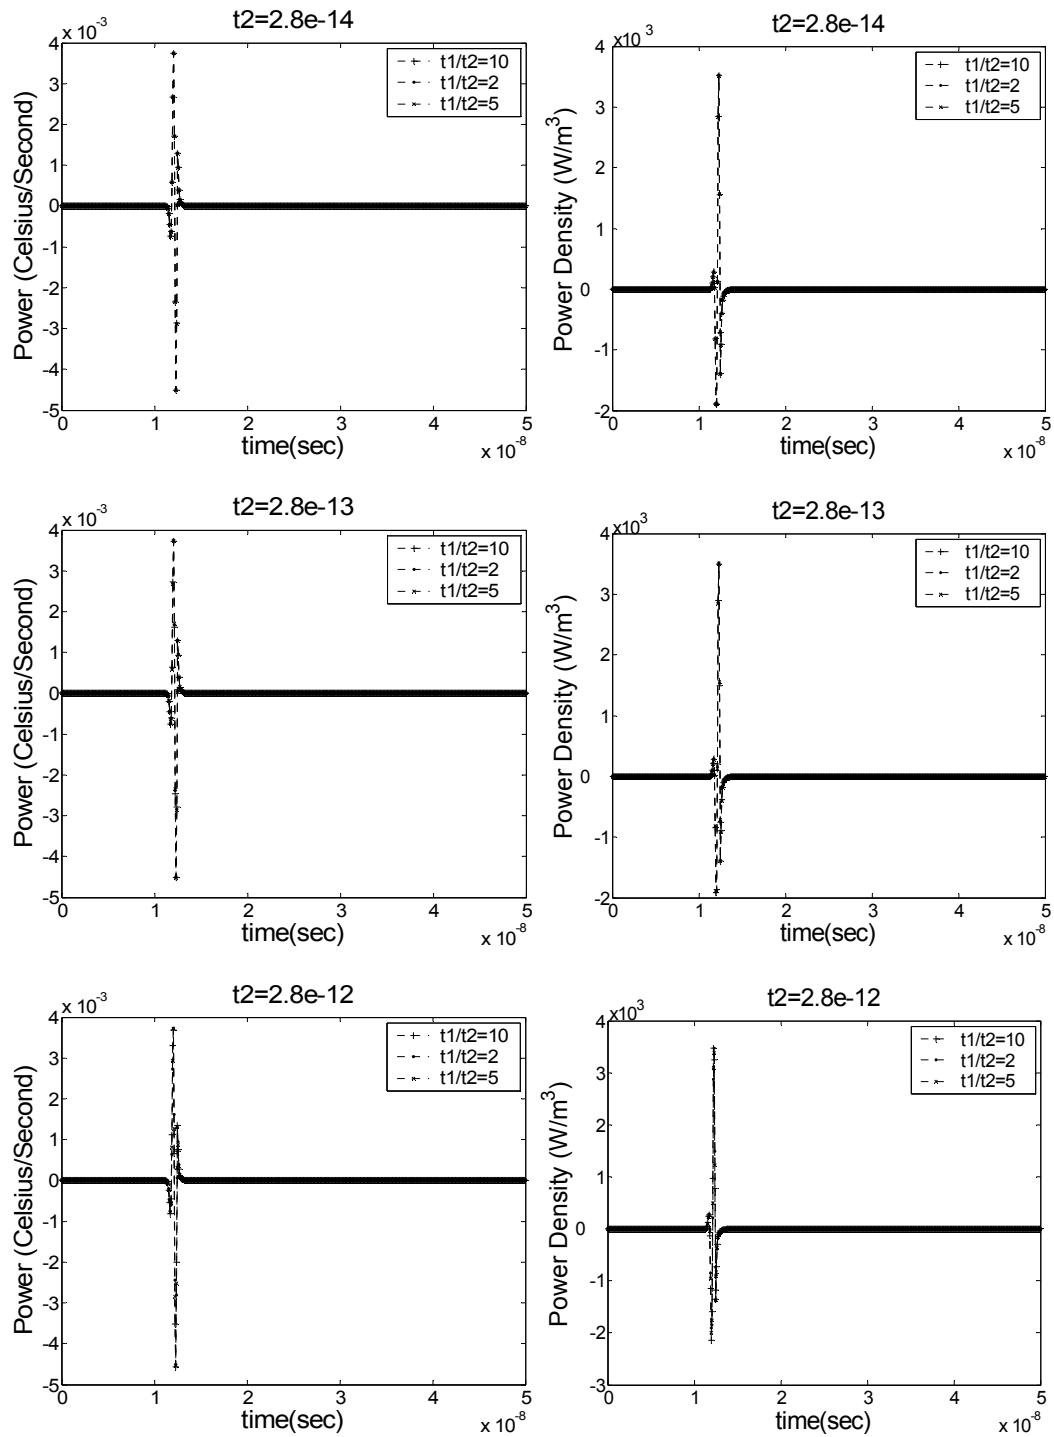 t2=2.8e-14
x 10-3
Power (Celsius/Second)
4
3
2
1
0
-1
-2
-3
-4
-5
t1/t2=10
t1/t2=2
t1/t2=5
0 1 2 3 4 5
time(sec)
x 10-8
t2=2.8e-14
x 10 3
Power Density (W/m3)
4
3
2
1
0
-1
-2
t1/t2=10
t1/t2=2
t1/t2=5
0 1 2 3 4 5
time(sec)
x 10-8
t2=2.8e-13
x 10-3
Power (Celsius/Second)
4
3
2
1
0
-1
-2
-3
-4
-5
t1/t2=10
t1/t2=2
t1/t2=5
0 1 2 3 4 5
time(sec)
x 10-8
t2=2.8e-13
x10 3
Power Density (W/m3)
4
3
2
1
0
-1
-2
t1/t2=10
t1/t2=2
t1/t2=5
0 1 2 3 4 5
time(sec)
x 10-8
t2=2.8e-12
x 10-3
Power (Celsius/Second)
4
3
2
1
0
-1
-2
-3
-4
-5
t1/t2=10
t1/t2=2
t1/t2=5
0 1 2 3 4 5
time(sec)
x 10-8
t2=2.8e-12
x10 3
Power Density (W/m3)
4
3
2
1
0
-1
-2
-3
t1/t2=10
t1/t2=2
t1/t2=5
0 1 2 3 4 5
time(sec)
x 10-8